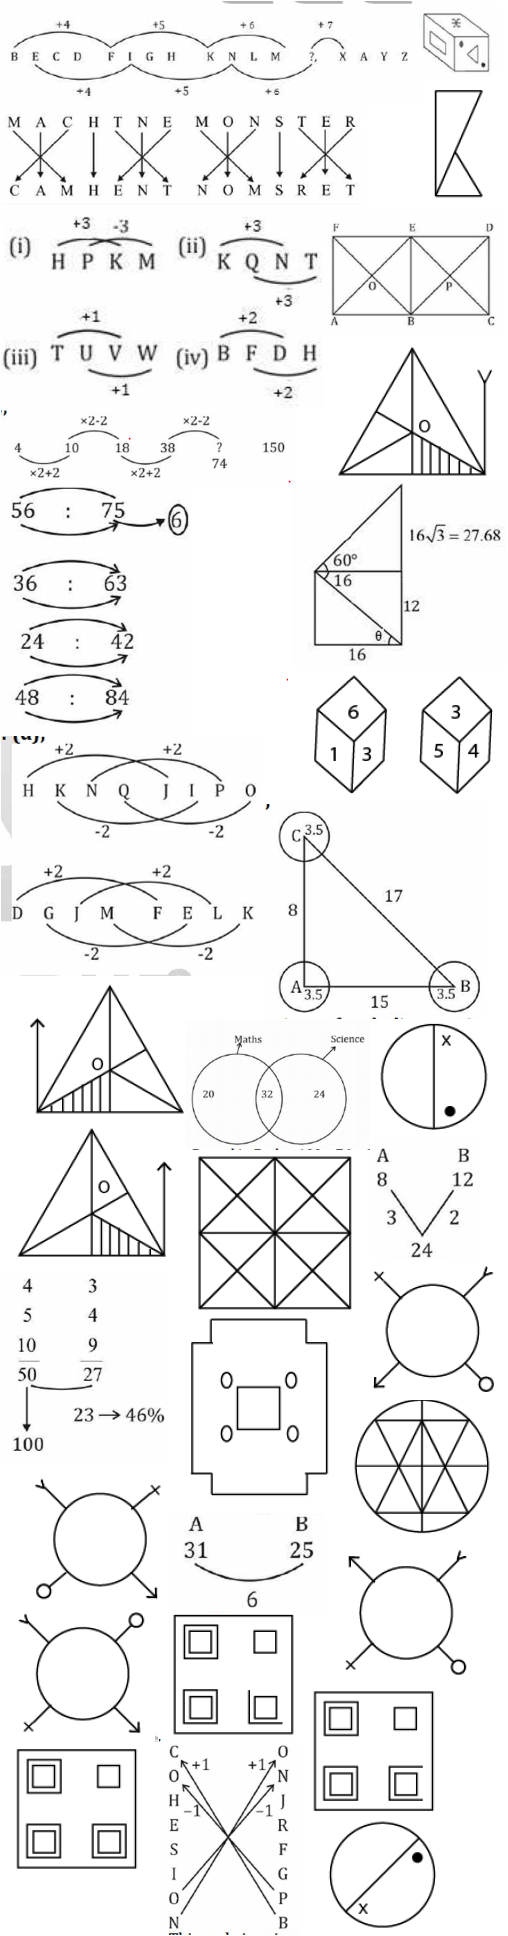 +4 +5 +6 +7
B E C D F I G H K N L M ?, X A Y Z
+4 +5 +6
M A C H T N E M O N S T E R
C A M H E N T N O M S R E T
(i) +3 -3
H P K M
(ii) +3
K Q N T
+3
F E D
O P
A B C
(iii) +1
T U V W
+1
(iv) +2
B F D H
+2
O
×2-2 ×2-2
4 10 18 38 ? 150
74
×2+2 ×2+2
56 : 75 6
36 : 63
24 : 42
48 : 84
16√3 = 27.68
60°
16
12
θ
16
6
1 3
3
5 4
+2 +2
H K N Q J I P O
-2 -2
,
+2 +2
D G J M F E L K
-2 -2
C 3.5
8 17
A 3.5 3.5 B
15
O
Maths Science
20 32 24
X
O
A B
8 12
3 2
24
4 3
5 4
10 9
50 27
23 → 46%
100
A B
31 25
6
C O
+1 +1
O N
H J
−1 −1
E R
S F
I G
O P
N B
X